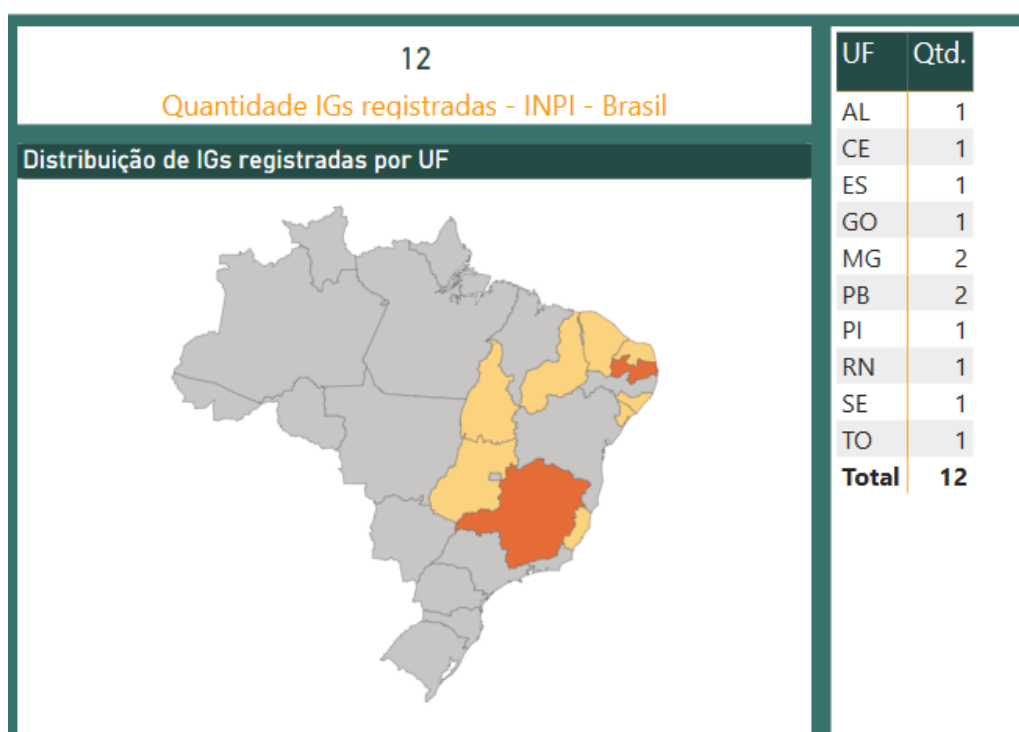 12
Quantidade IGs registradas - INPI - Brasil
Distribuição de IGs registradas por UF
UF Qtd.
AL 1
CE 1
ES 1
GO 1
MG 2
PB 2
PI 1
RN 1
SE 1
TO 1
Total 12